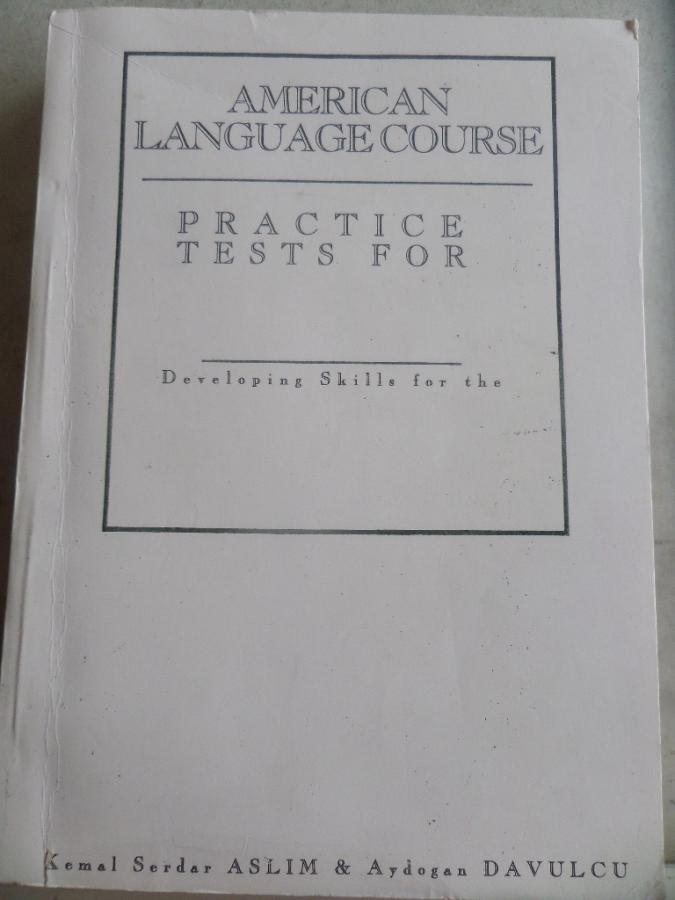 AMERICAN
LANGUAGE COURSE
PRACTICE
TESTS FOR
Developing Skills for the
Kemal Serdar ASLIM & Aydogan DAVULCU